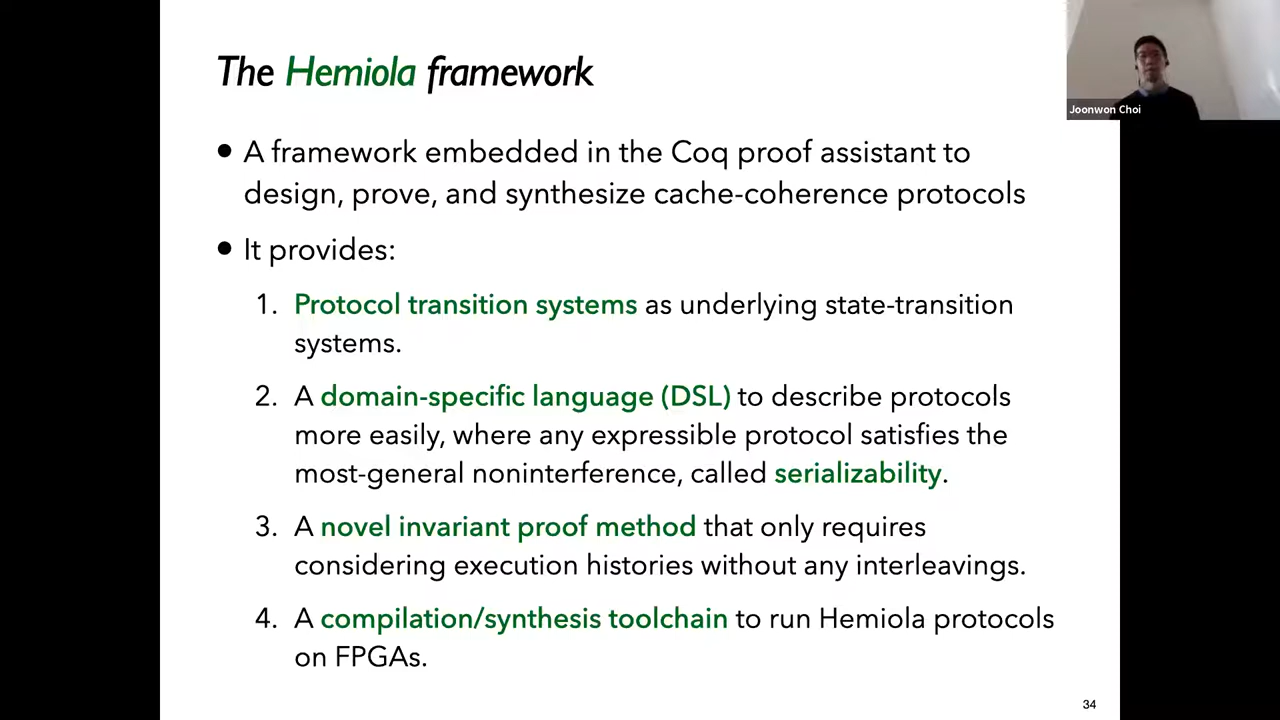 The Hemiola framework
Joonwon Choi
• A framework embedded in the Coq proof assistant to
design, prove, and synthesize cache-coherence protocols
• It provides:
1. Protocol transition systems as underlying state-transition
systems.
2. A domain-specific language (DSL) to describe protocols
more easily, where any expressible protocol satisfies the
most-general noninterference, called serializability.
3. A novel invariant proof method that only requires
considering execution histories without any interleavings.
4. A compilation/synthesis toolchain to run Hemiola protocols
on FPGAs.
34